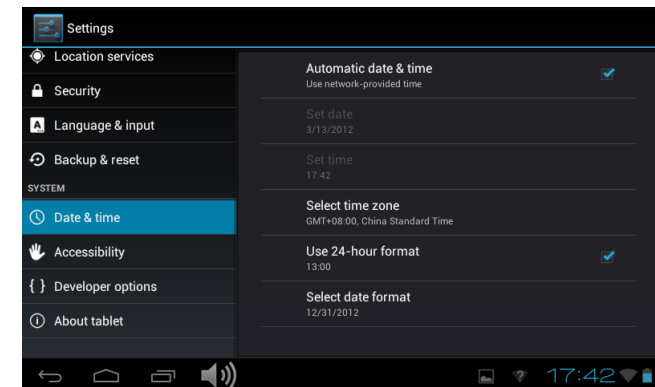 Settings
Location services
Security
Language & input
Backup & reset
SYSTEM
Date & time
Accessibility
Developer options
About tablet
Automatic date & time
Use network-provided time
Set date
3/13/2012
Set time
17:42
Select time zone
GMT+08:00, China Standard Time
Use 24-hour format
13:00
Select date format
12/31/2012
17:42